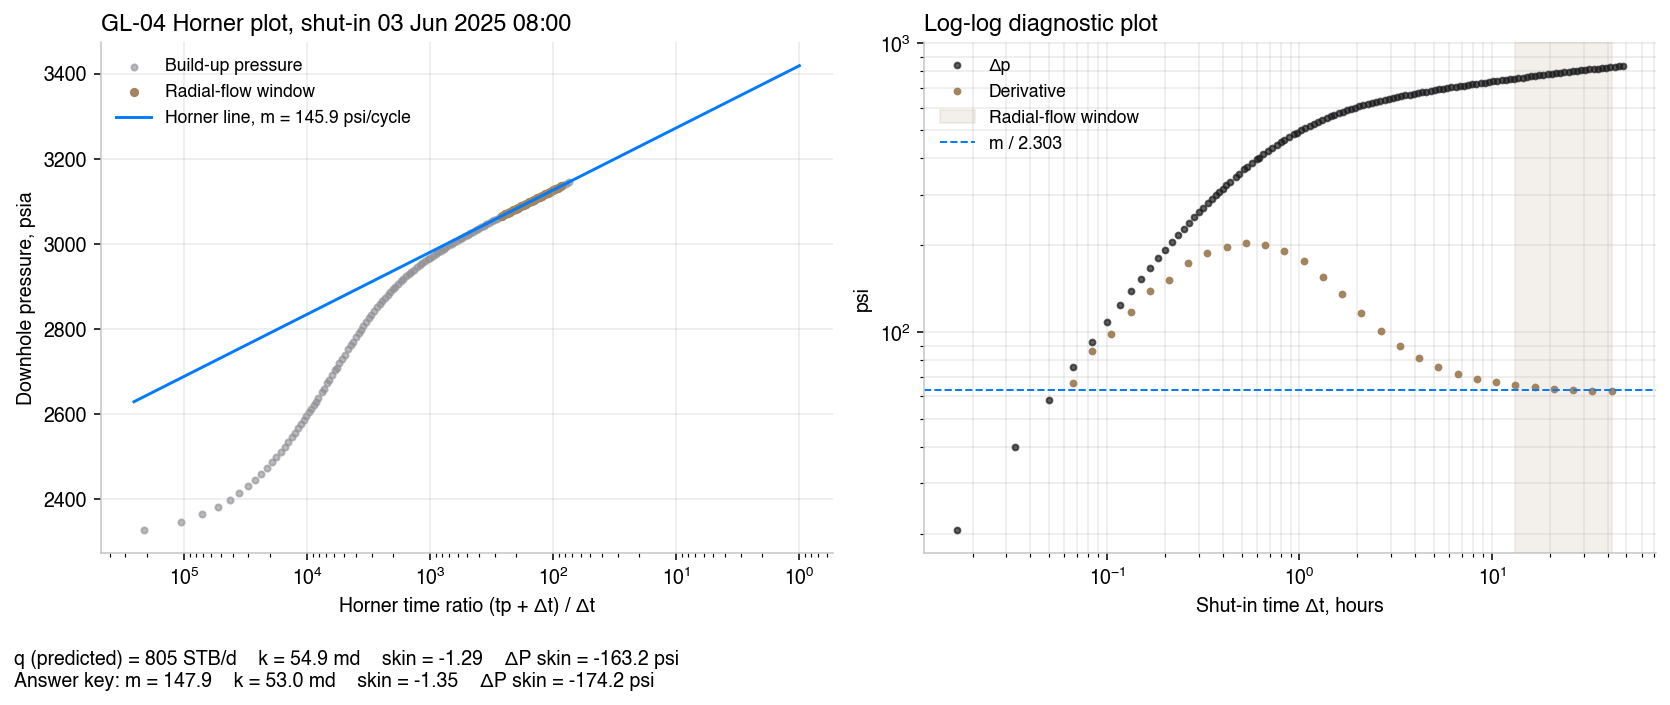 GL-04 Horner plot, shut-in 03 Jun 2025 08:00
Build-up pressure
Radial-flow window
Horner line, m = 145.9 psi/cycle
Downhole pressure, psia
3400
3200
3000
2800
2600
2400
10⁵
10⁴
10³
10²
10¹
10⁰
Horner time ratio (tp + Δt) / Δt
Log-log diagnostic plot
Δp
Derivative
Radial-flow window
m / 2.303
psi
10³
10²
10⁻¹
10⁰
10¹
Shut-in time Δt, hours
q (predicted) = 805 STB/d k = 54.9 md skin = -1.29 ΔP skin = -163.2 psi
Answer key: m = 147.9 k = 53.0 md skin = -1.35 ΔP skin = -174.2 psi